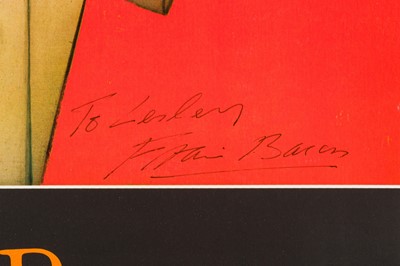 To Lesley
Francis Bacon